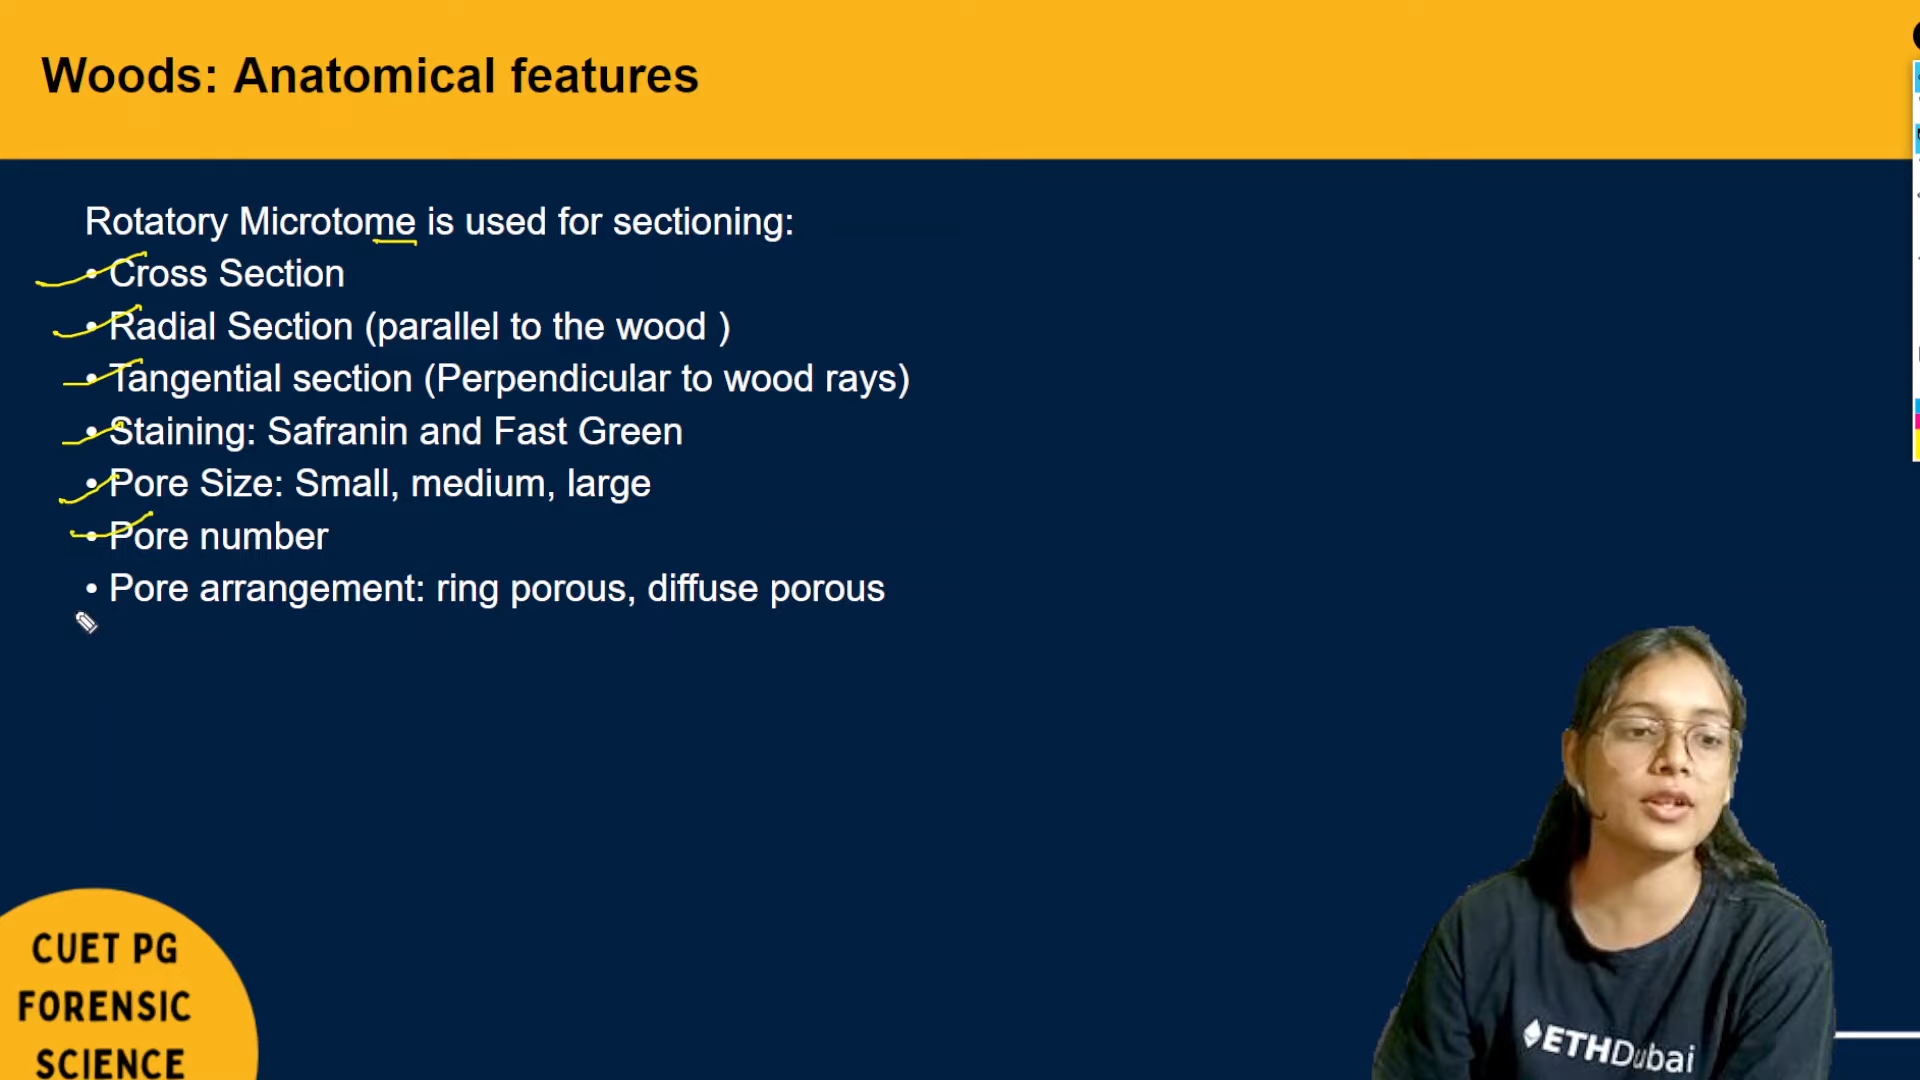 Woods: Anatomical features
Rotatory Microtome is used for sectioning:
• Cross Section
• Radial Section (parallel to the wood )
• Tangential section (Perpendicular to wood rays)
• Staining: Safranin and Fast Green
• Pore Size: Small, medium, large
• Pore number
• Pore arrangement: ring porous, diffuse porous
CUET PG
FORENSIC
SCIENCE
ETHDubai